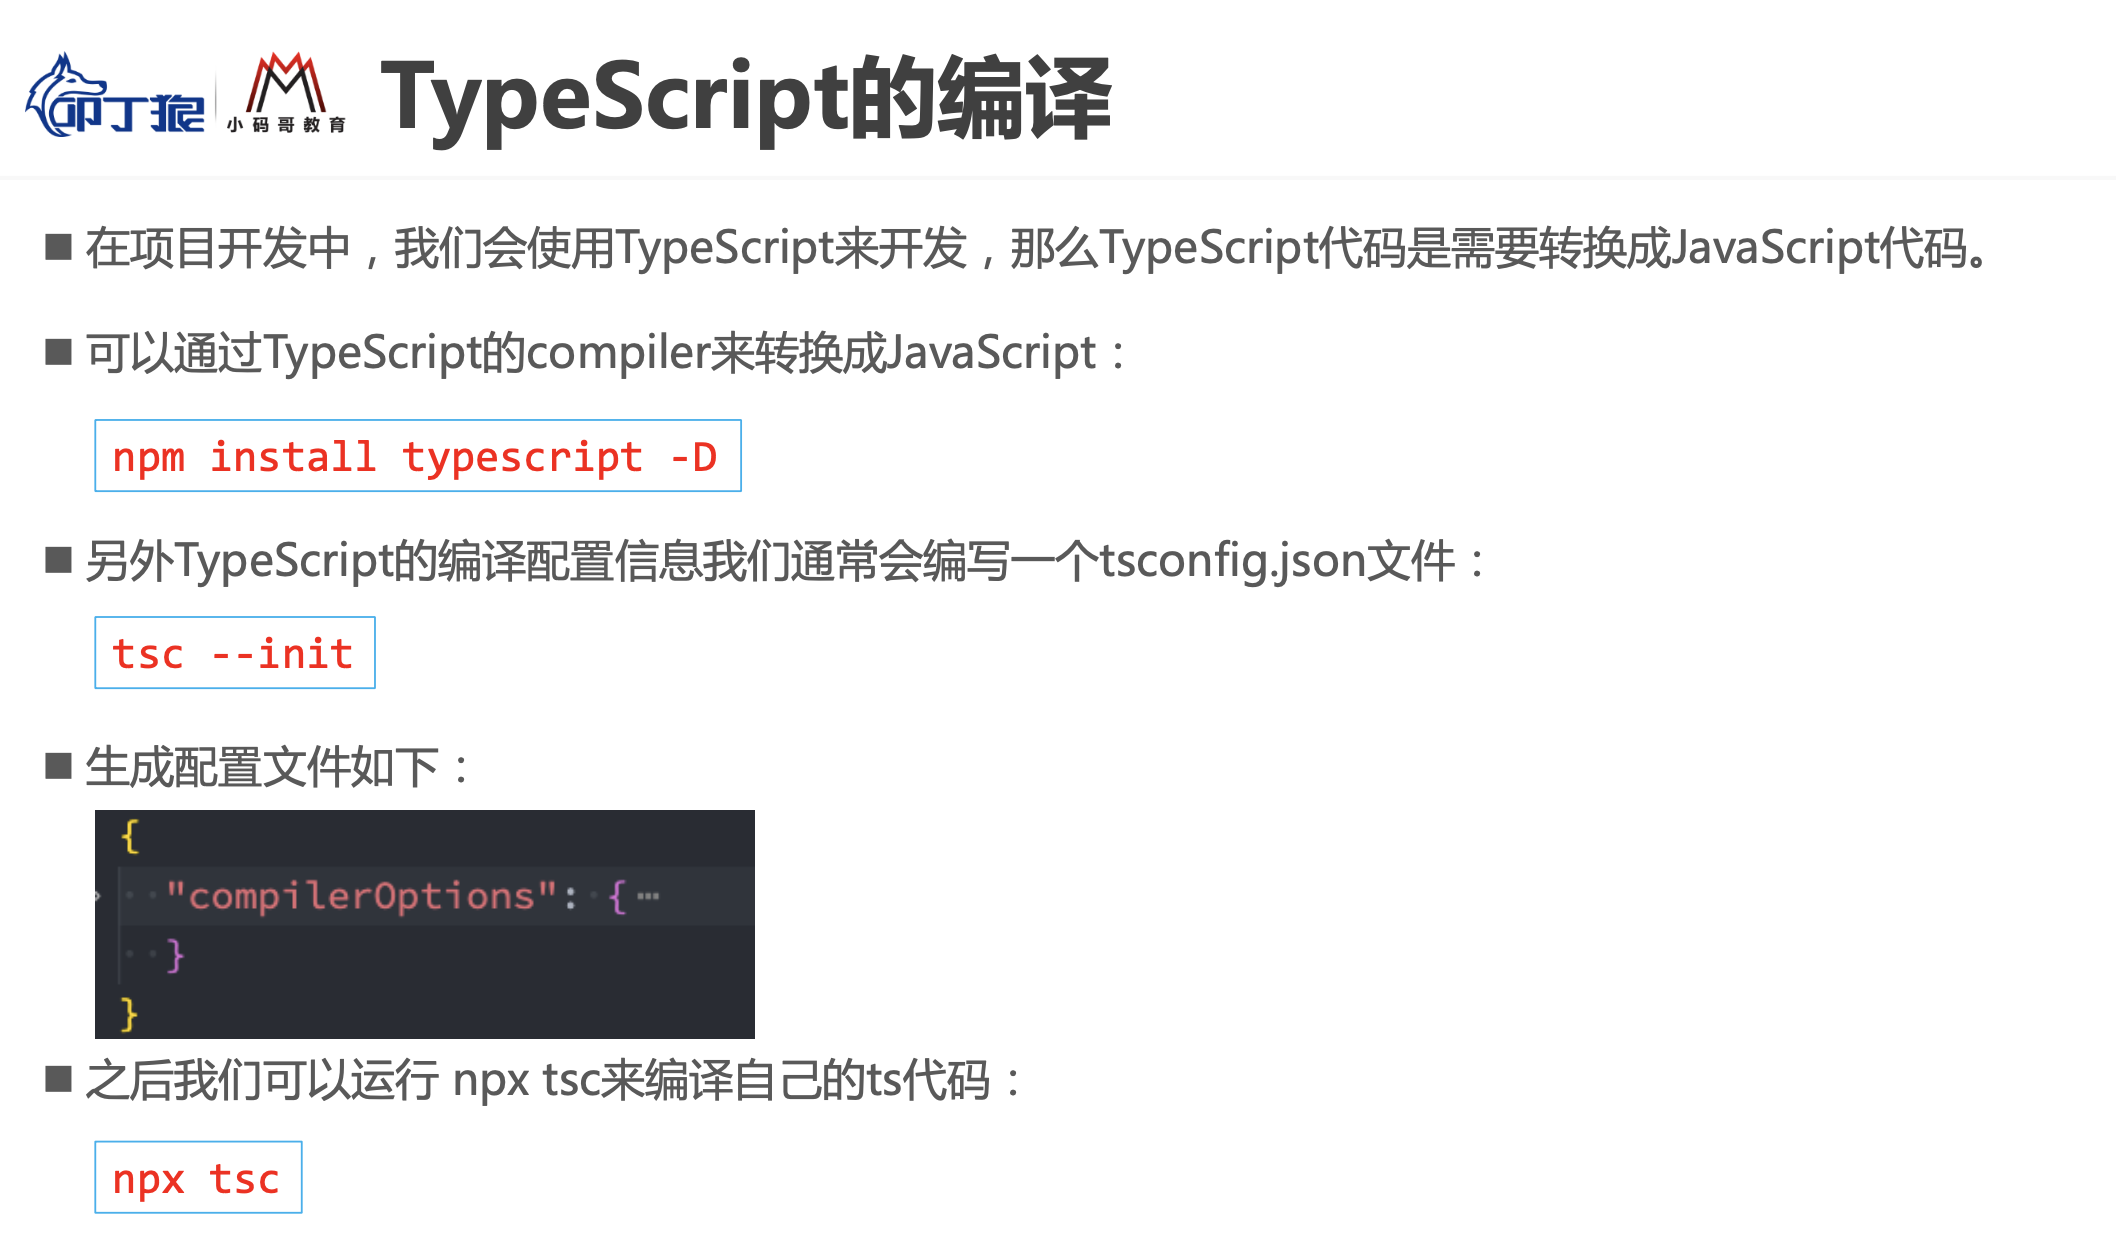 叩丁狼
小码哥教育
TypeScript的编译
在项目开发中，我们会使用TypeScript来开发，那么TypeScript代码是需要转换成JavaScript代码。
可以通过TypeScript的compiler来转换成JavaScript：
npm install typescript -D
另外TypeScript的编译配置信息我们通常会编写一个tsconfig.json文件：
tsc --init
生成配置文件如下：
{
"compilerOptions": {…
}
}
之后我们可以运行 npx tsc来编译自己的ts代码：
npx tsc